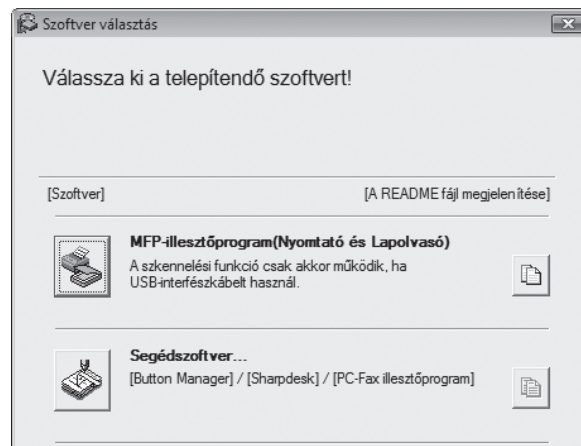 Szoftver választás
Válassza ki a telepítendő szoftvert!
[Szoftver] [A README fájl megjelenítése]
MFP-illesztőprogram(Nyomtató és Lapolvasó)
A szkennelési funkció csak akkor működik, ha
USB-interfészkábelt használ.
Segédszoftver...
[Button Manager] / [Sharpdesk] / [PC-Fax illesztőprogram]